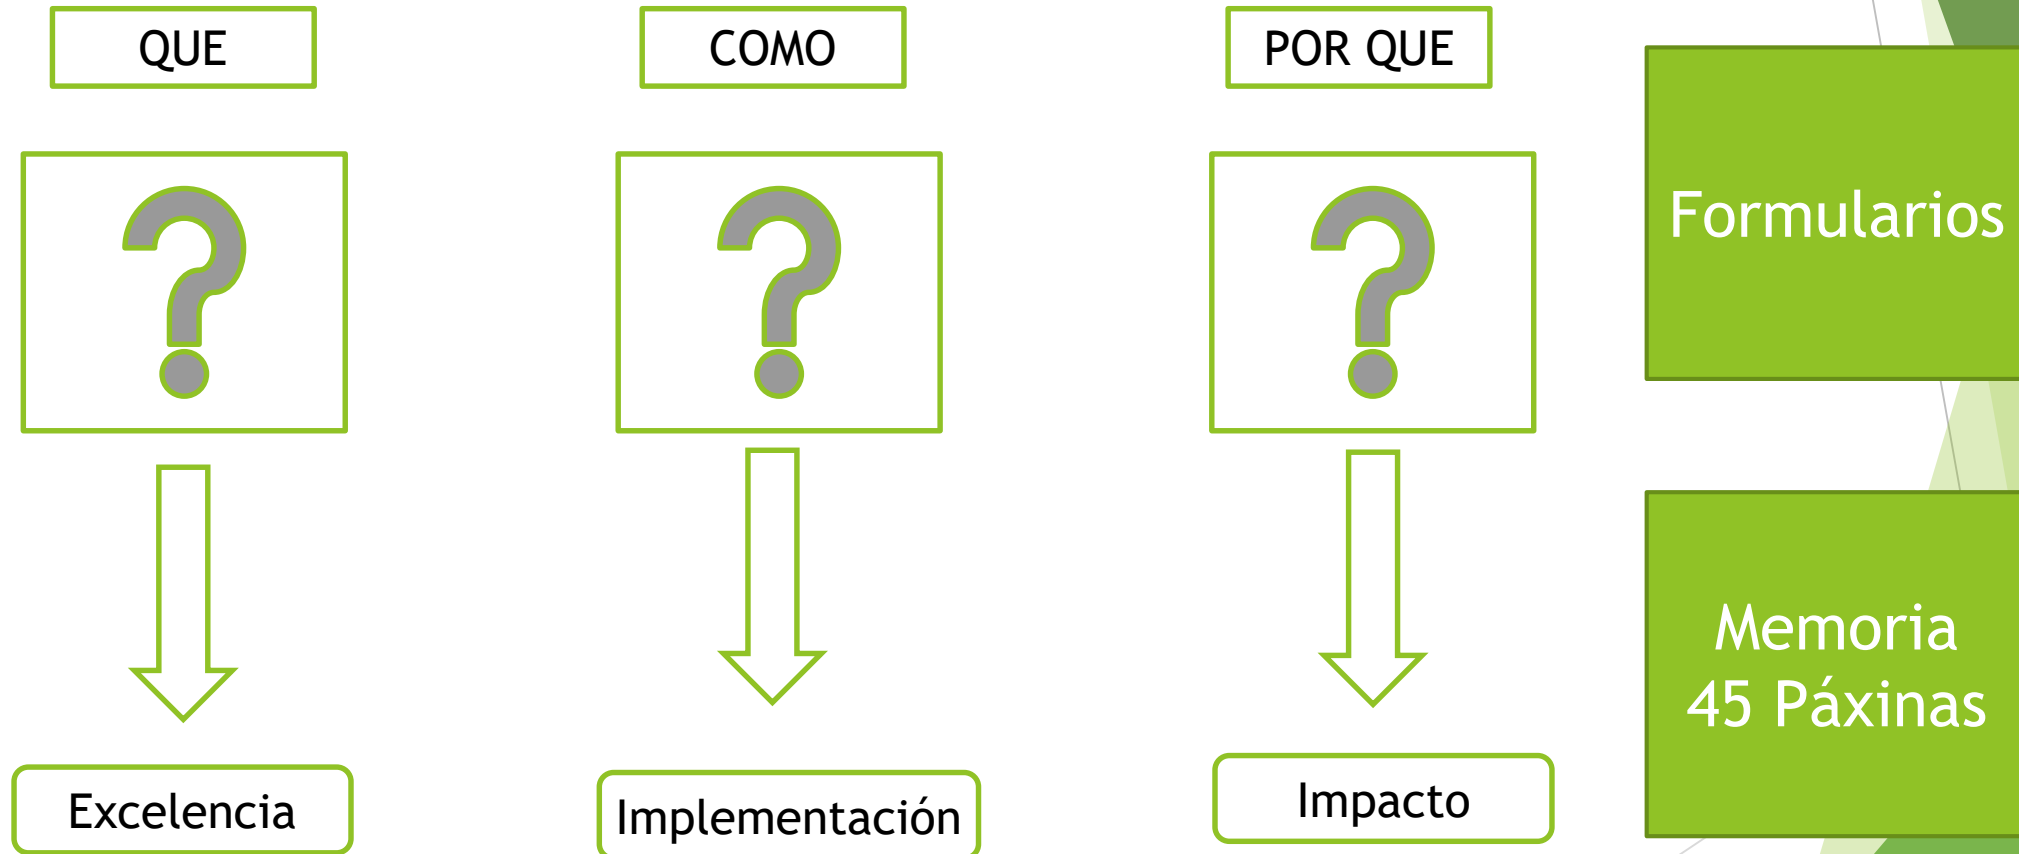 QUE
COMO
POR QUE
Formularios
Excelencia
Implementación
Impacto
Memoria
45 Páxinas